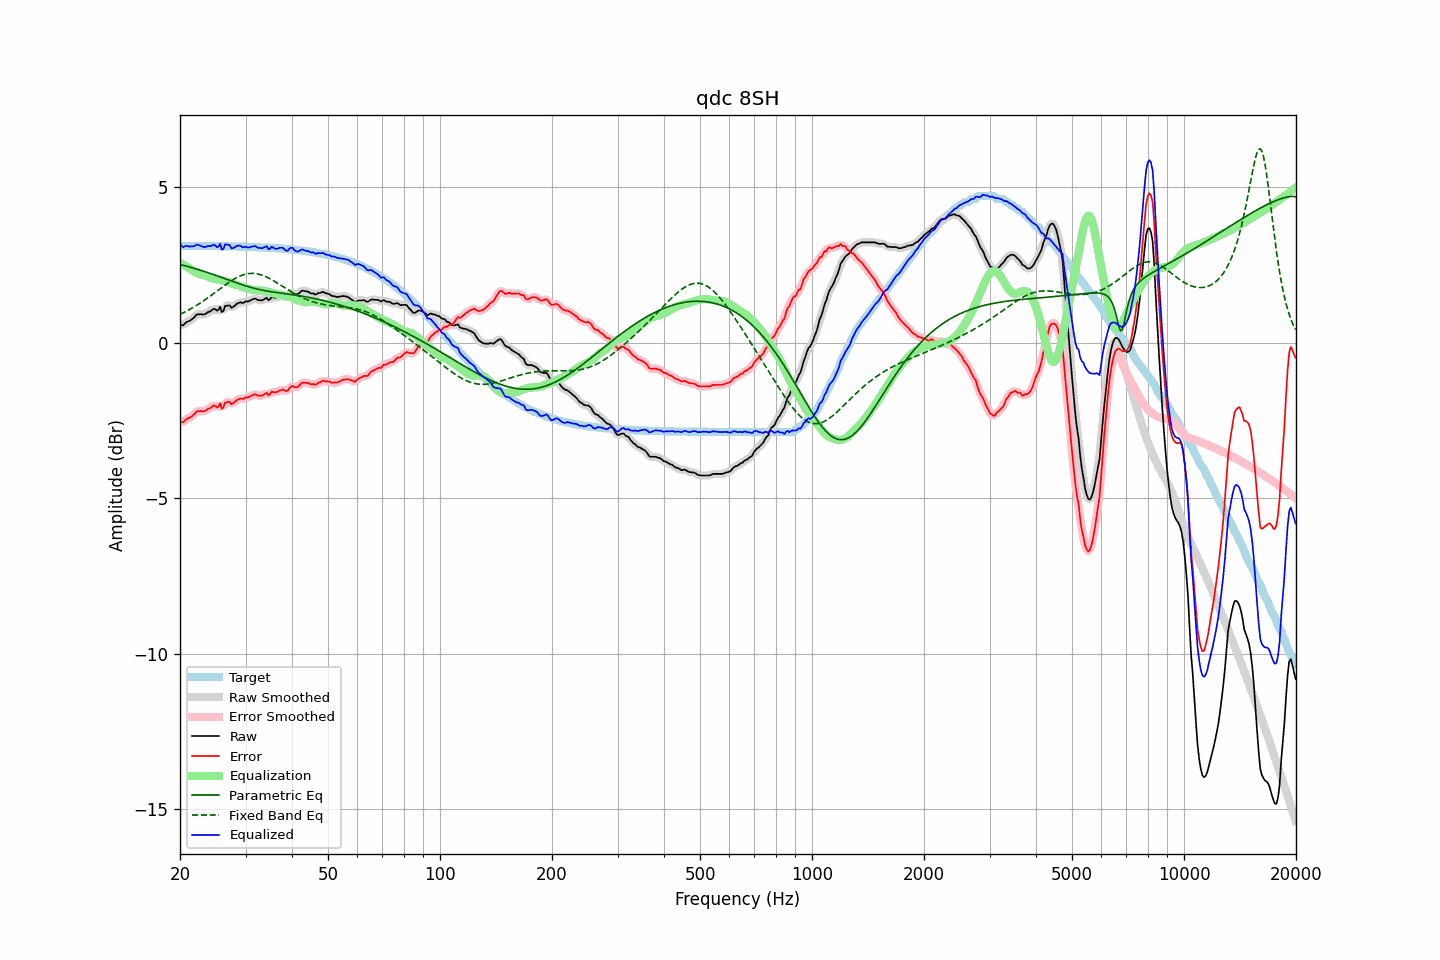 qdc 8SH
Amplitude (dBr)
5
0
−5
−10
−15
Target
Raw Smoothed
Error Smoothed
Raw
Error
Equalization
Parametric Eq
Fixed Band Eq
Equalized
20 50 100 200 500 1000 2000 5000 10000 20000
Frequency (Hz)